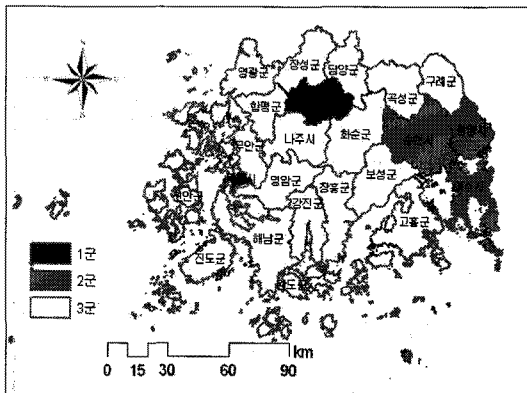 영광군
장성군
담양군
구례군
곡성군
함평군
나주시
화순군
무안군
영암군
장흥군
보성군
강진군
고흥군
해남군
진도군
1군
2군
3군
km
0 15 30 60 90